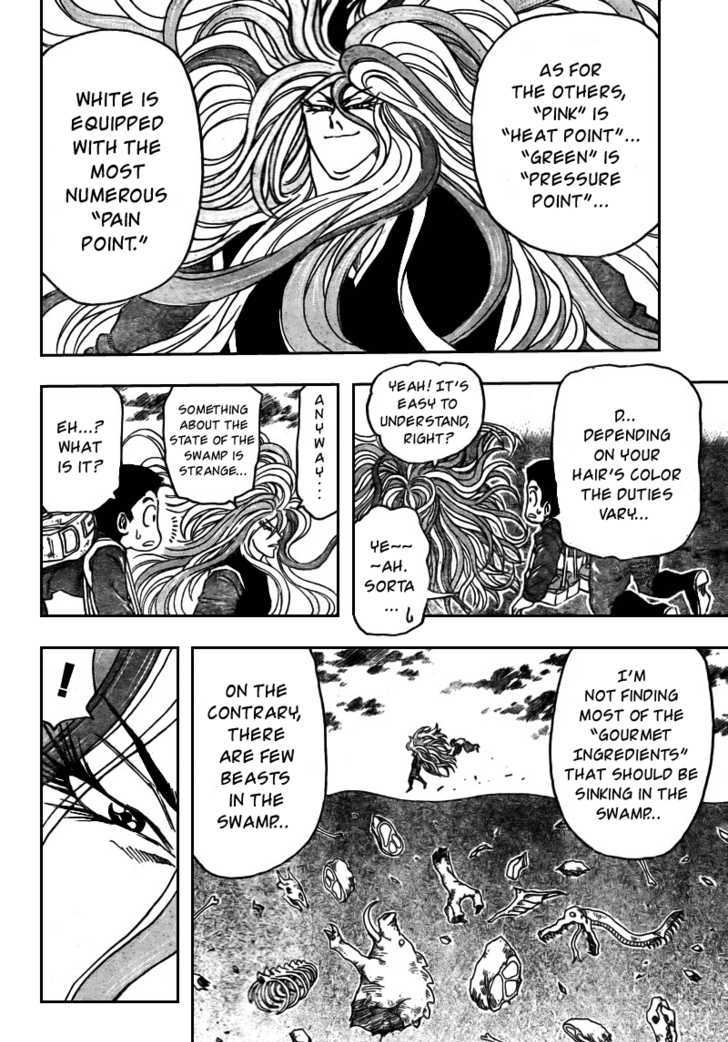 AS FOR
THE OTHERS,
"PINK" IS
"HEAT POINT"...
"GREEN" IS
"PRESSURE
POINT"...
WHITE IS
EQUIPPED
WITH THE
MOST
NUMEROUS
"PAIN
POINT."
D...
DEPENDING
ON YOUR
HAIR'S COLOR
THE DUTIES
VARY...
YEAH! IT'S
EASY TO
UNDERSTAND,
RIGHT?
YE~~
~AH.
SORTA
...
ANYWAY...
SOMETHING
ABOUT THE
STATE OF THE
SWAMP IS
STRANGE...
EH...?
WHAT
IS IT?
I'M
NOT FINDING
MOST OF THE
"GOURMET
INGREDIENTS"
THAT SHOULD BE
SINKING IN THE
SWAMP...
ON THE
CONTRARY,
THERE
ARE FEW
BEASTS
IN THE
SWAMP...
!